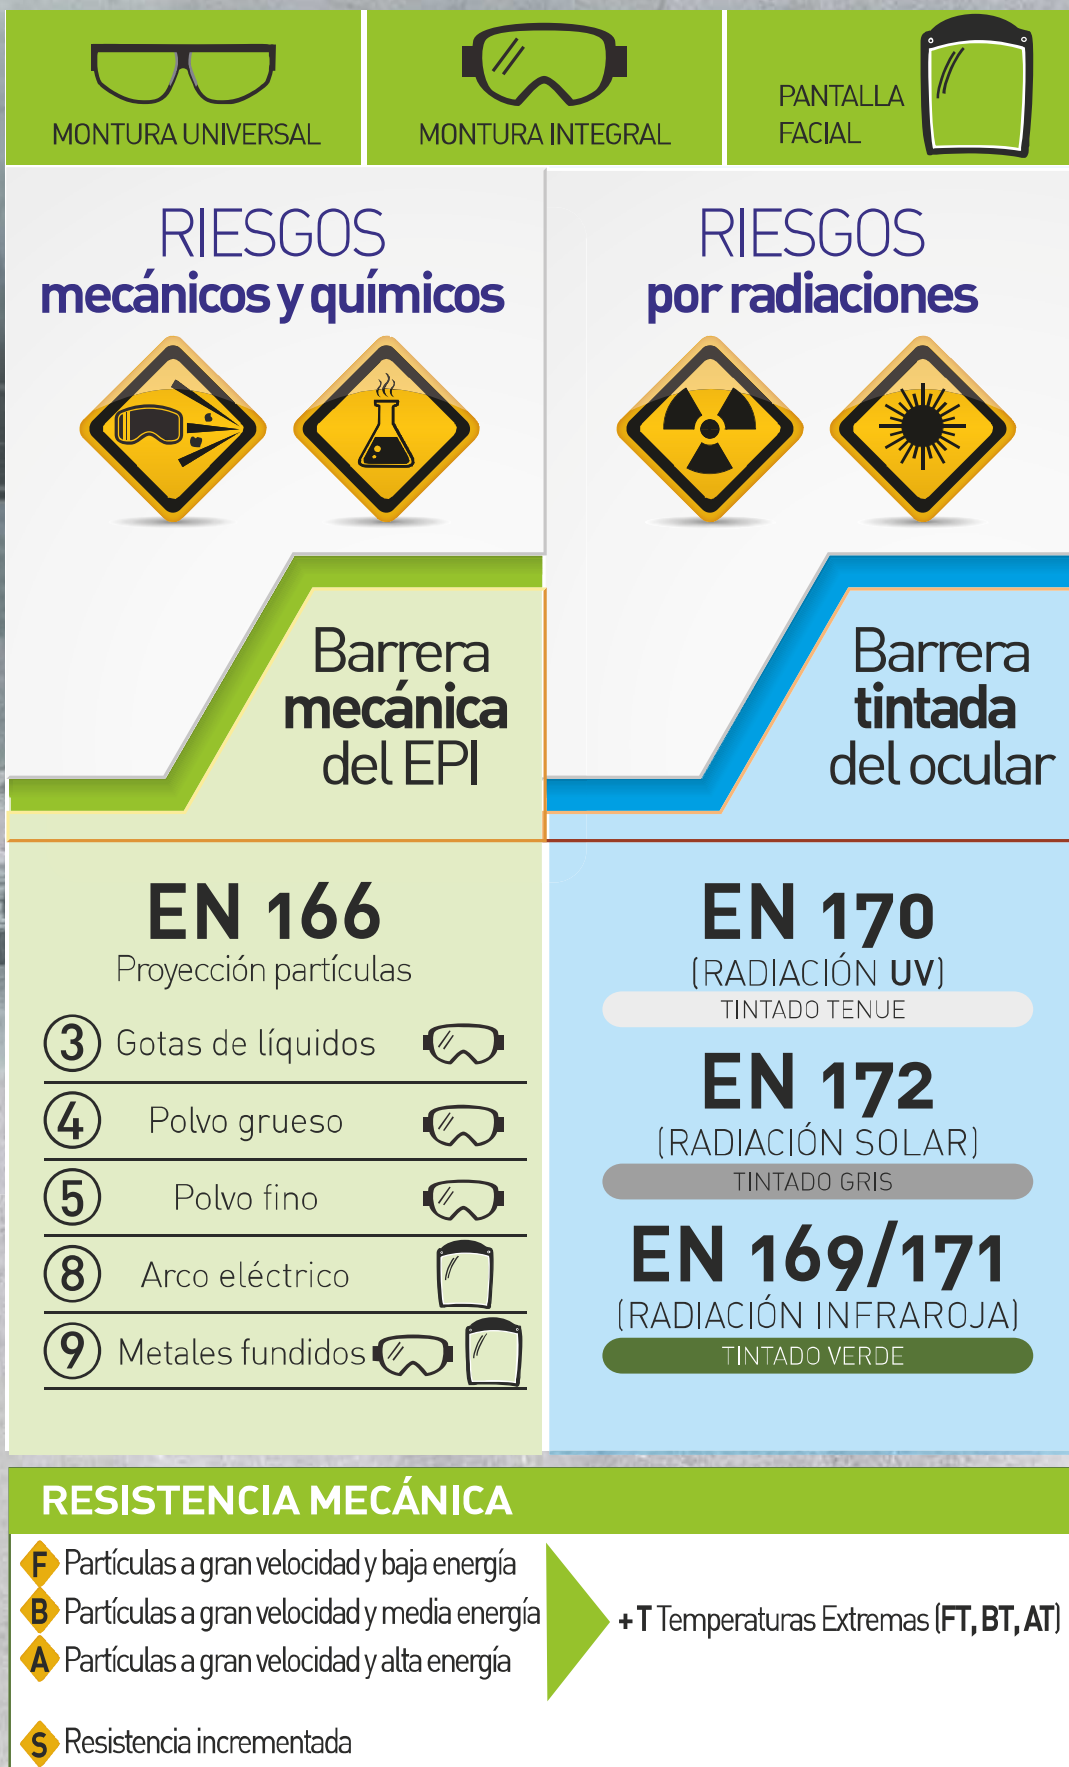 MONTURA UNIVERSAL
MONTURA INTEGRAL
PANTALLA
FACIAL
RIESGOS
mecánicos y químicos
RIESGOS
por radiaciones
Barrera
mecánica
del EPI
Barrera
tintada
del ocular
EN 166
Proyección partículas
3 Gotas de líquidos
4 Polvo grueso
5 Polvo fino
8 Arco eléctrico
9 Metales fundidos
EN 170
(RADIACIÓN UV)
TINTADO TENUE
EN 172
(RADIACIÓN SOLAR)
TINTADO GRIS
EN 169/171
(RADIACIÓN INFRAROJA)
TINTADO VERDE
RESISTENCIA MECÁNICA
F Partículas a gran velocidad y baja energía
B Partículas a gran velocidad y media energía
A Partículas a gran velocidad y alta energía
+ T Temperaturas Extremas (FT, BT, AT)
S Resistencia incrementada